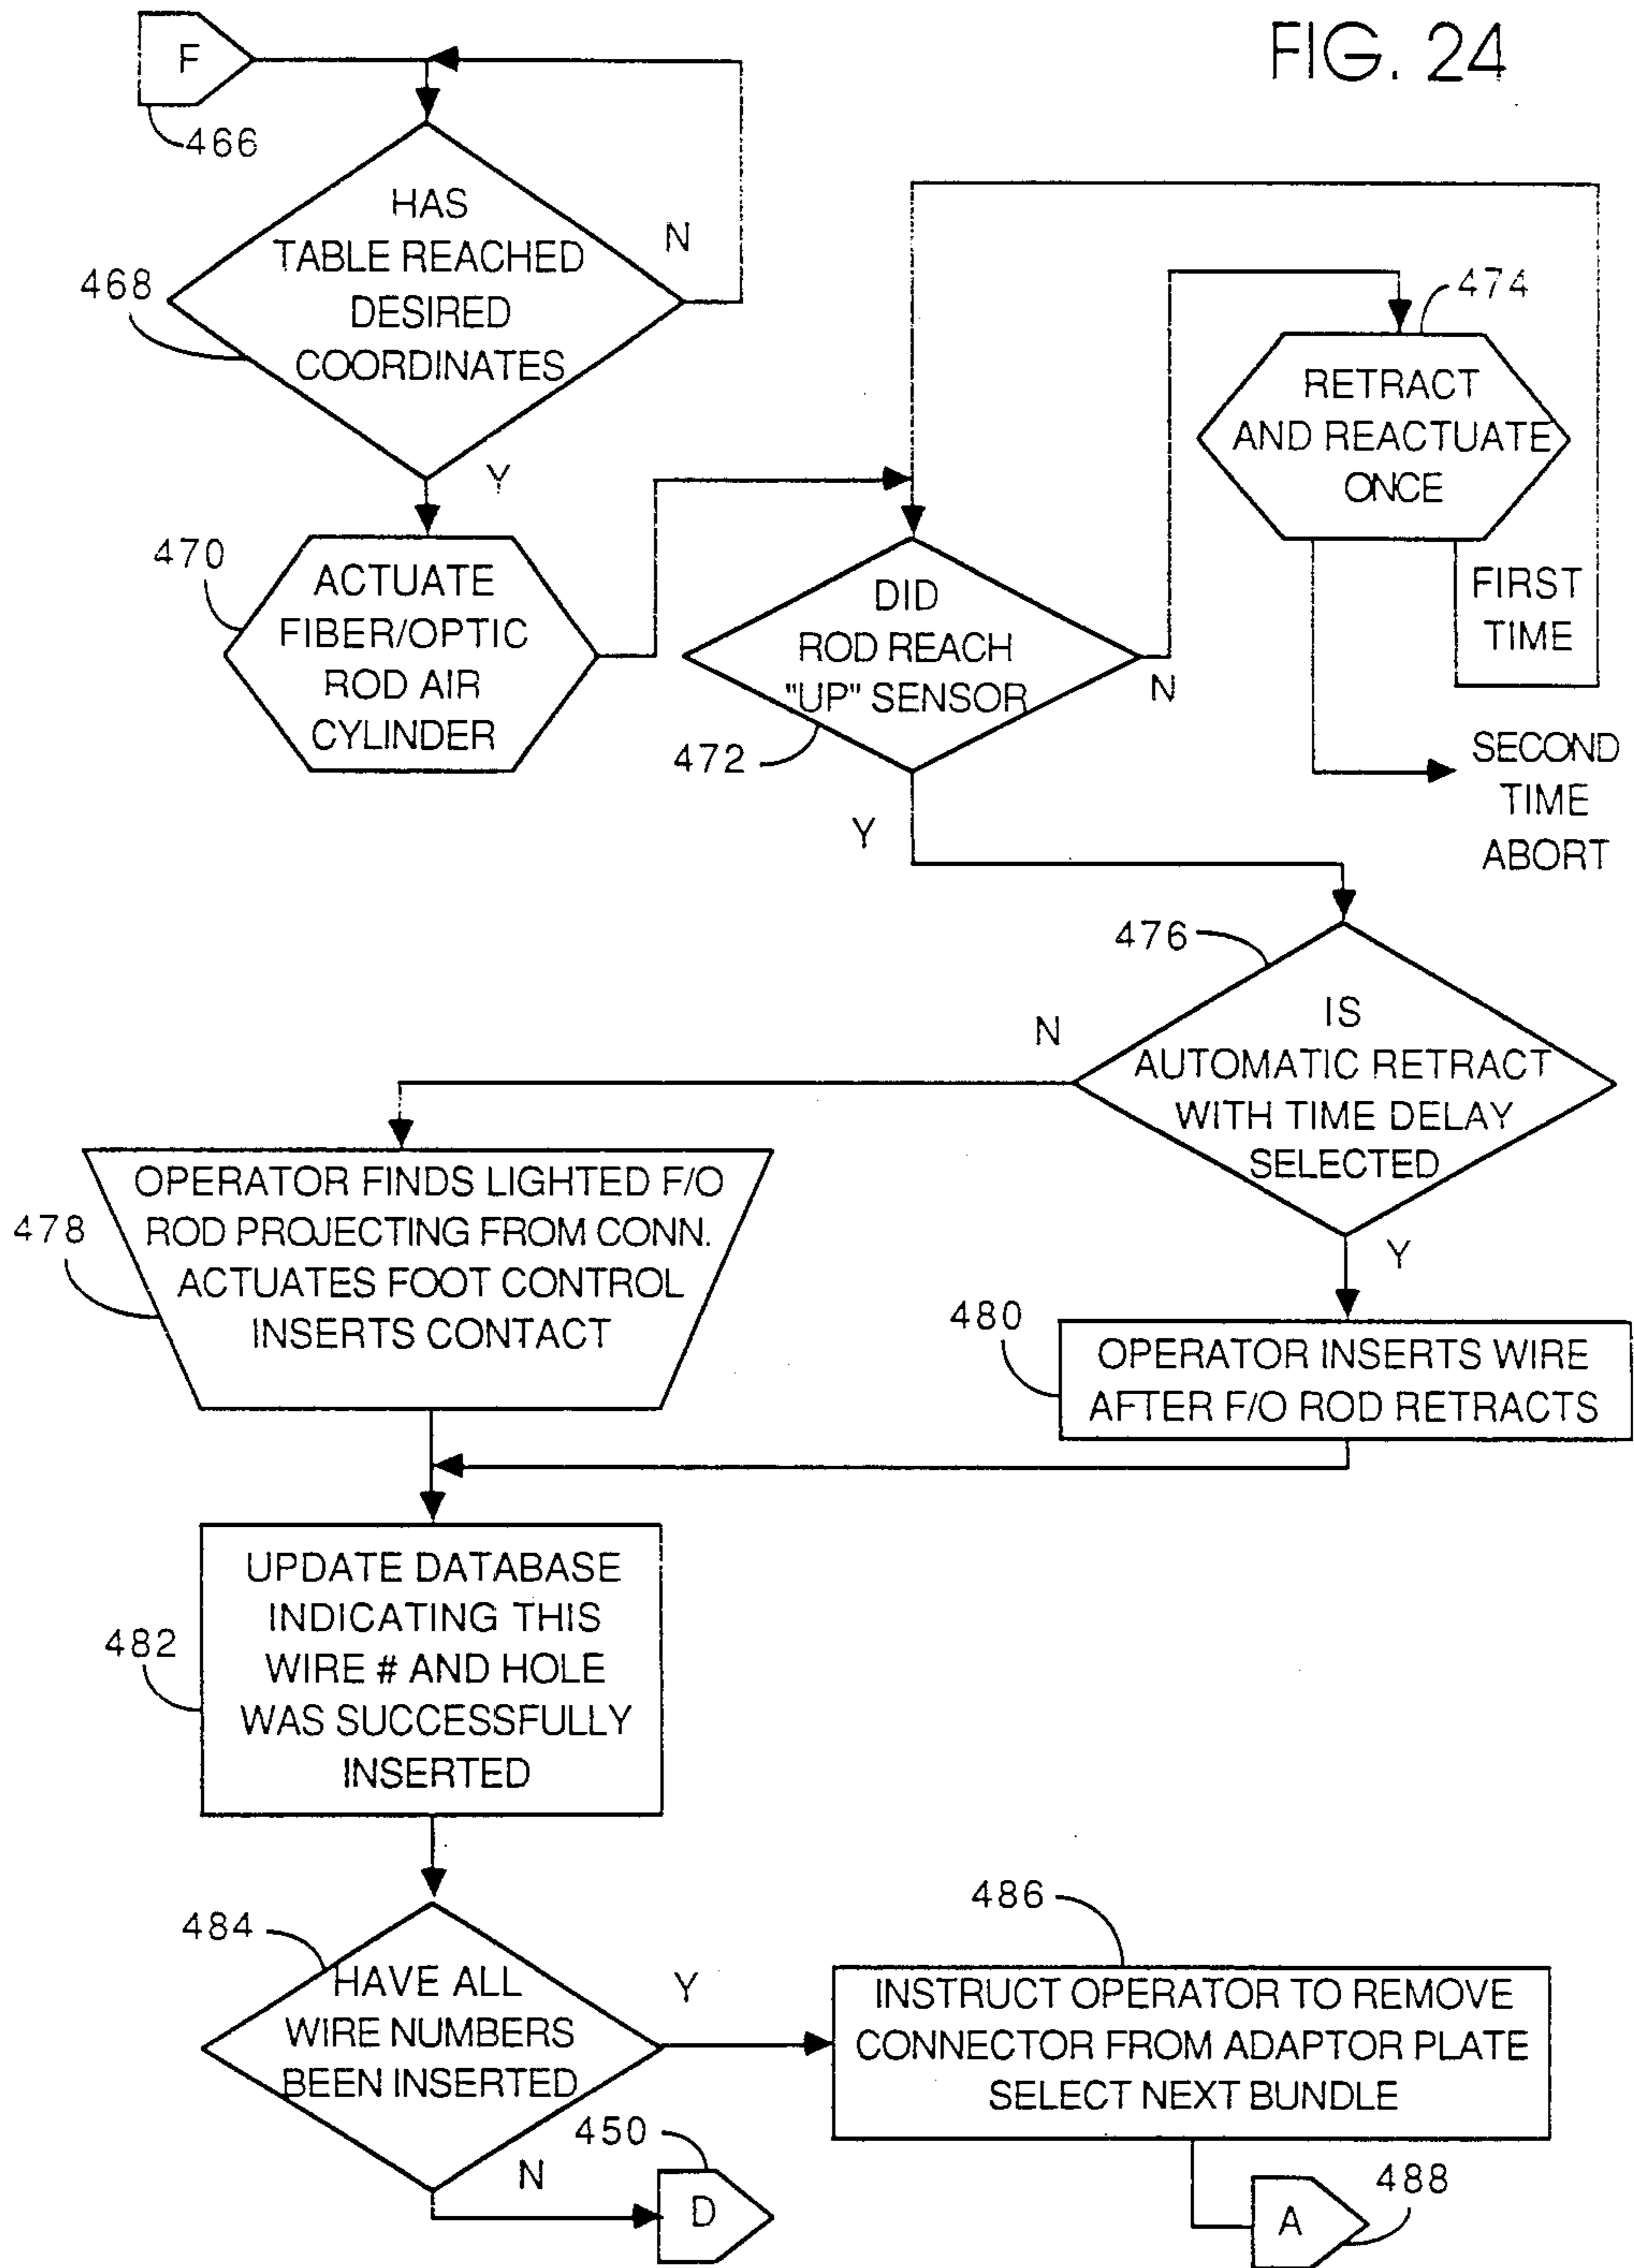 FIG. 24
F
466
HAS
TABLE REACHED
DESIRED
COORDINATES
N
468
Y
470
ACTUATE
FIBER/OPTIC
ROD AIR
CYLINDER
DID
ROD REACH
"UP" SENSOR
N
472
Y
474
RETRACT
AND REACTUATE
ONCE
FIRST
TIME
SECOND
TIME
ABORT
476
IS
AUTOMATIC RETRACT
WITH TIME DELAY
SELECTED
N
Y
478
OPERATOR FINDS LIGHTED F/O
ROD PROJECTING FROM CONN.
ACTUATES FOOT CONTROL
INSERTS CONTACT
480
OPERATOR INSERTS WIRE
AFTER F/O ROD RETRACTS
482
UPDATE DATABASE
INDICATING THIS
WIRE # AND HOLE
WAS SUCCESSFULLY
INSERTED
484
HAVE ALL
WIRE NUMBERS
BEEN INSERTED
Y
486
INSTRUCT OPERATOR TO REMOVE
CONNECTOR FROM ADAPTOR PLATE
SELECT NEXT BUNDLE
N
450
D
A
488